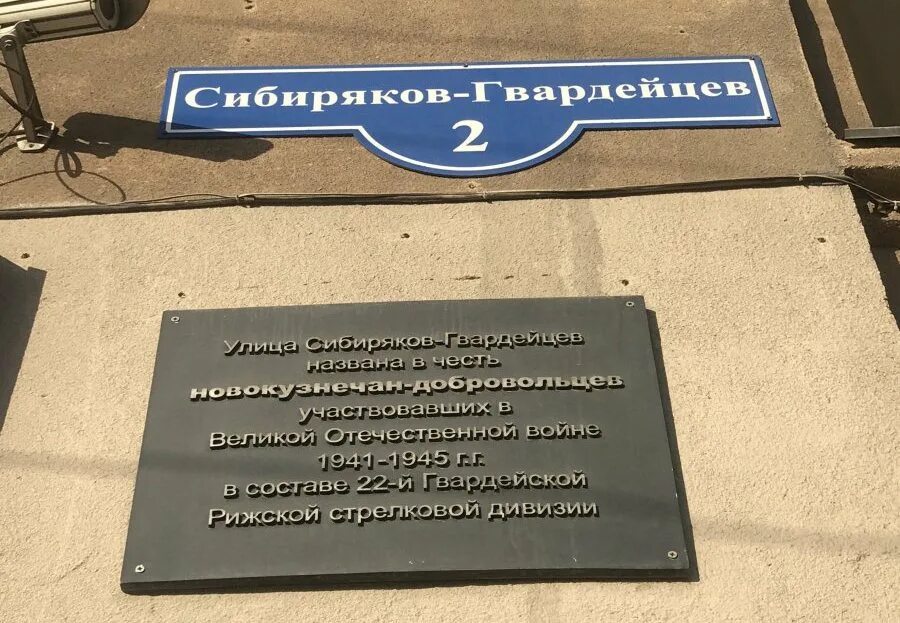 Сибиряков-Гвардейцев
2
Улица Сибиряков-Гвардейцев
названа в честь
новокузнечан-добровольцев
участвовавших в
Великой Отечественной войне
1941-1945 г.г.
в составе 22-й Гвардейской
Рижской стрелковой дивизии